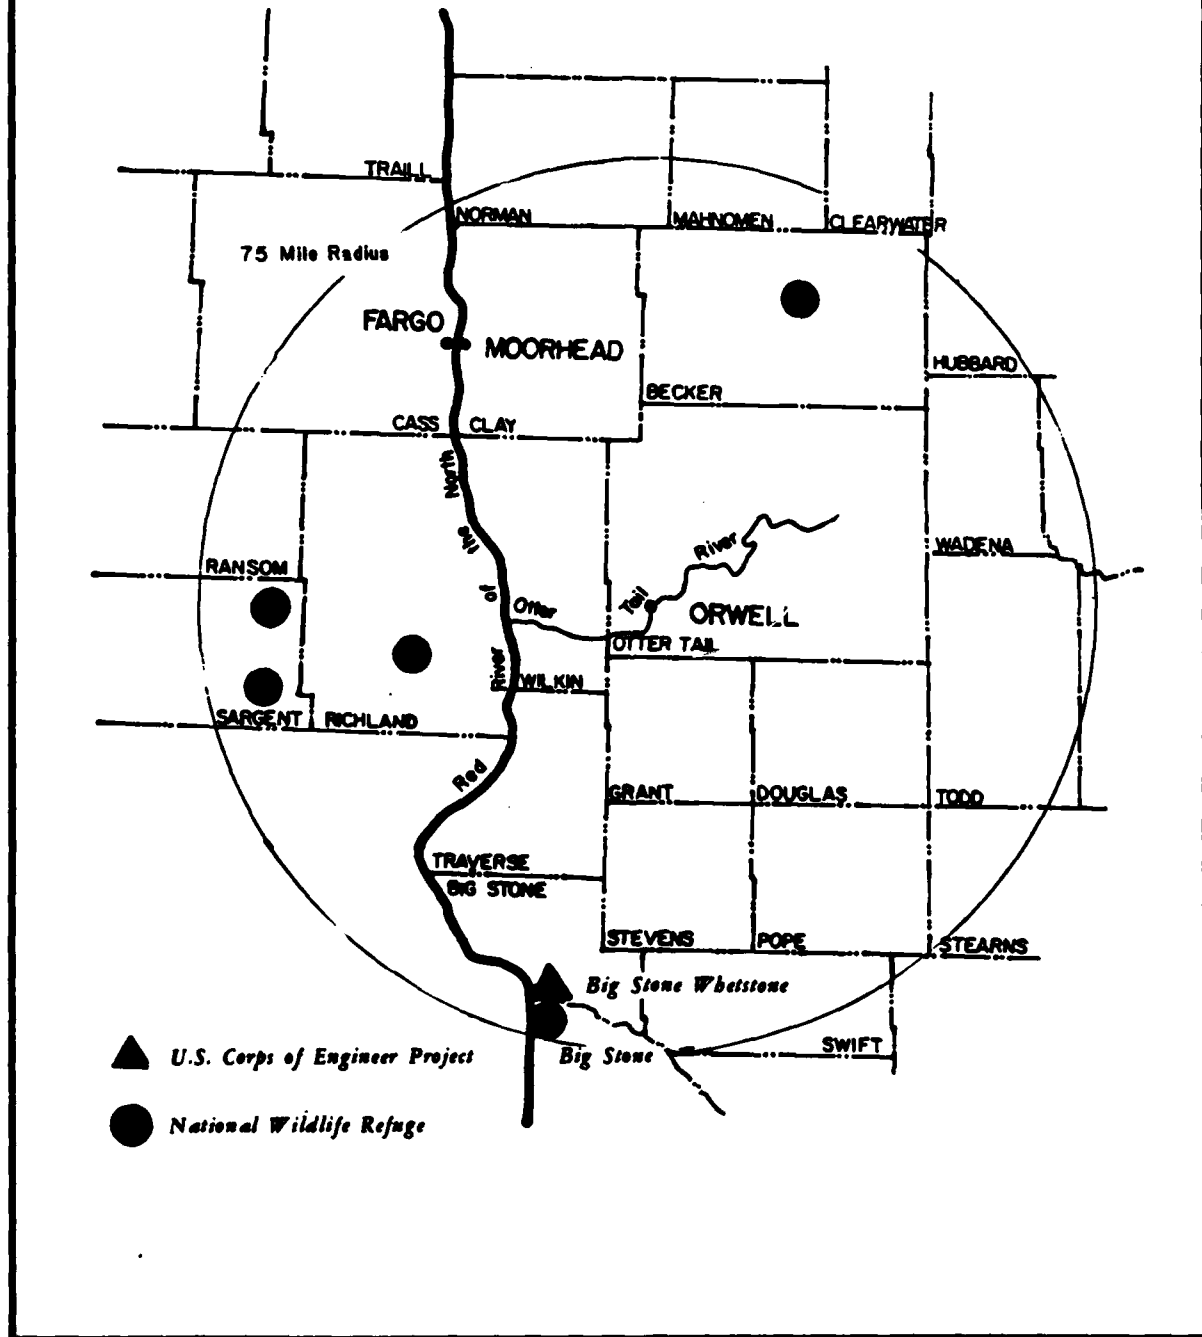 TRAILL
NORMAN
MAHNOMEN
CLEARWATER
75 Mile Radius
FARGO
MOORHEAD
HUBBARD
BECKER
CASS
CLAY
WADENA
RANSOM
Otter Tail River
ORWELL
OTTER TAIL
WILKIN
SARGENT
RICHLAND
Red River of the North
GRANT
DOUGLAS
TODD
TRAVERSE
BIG STONE
STEVENS
POPE
STEARNS
Big Stone Whetstone
SWIFT
Big Stone
U.S. Corps of Engineer Project
National Wildlife Refuge